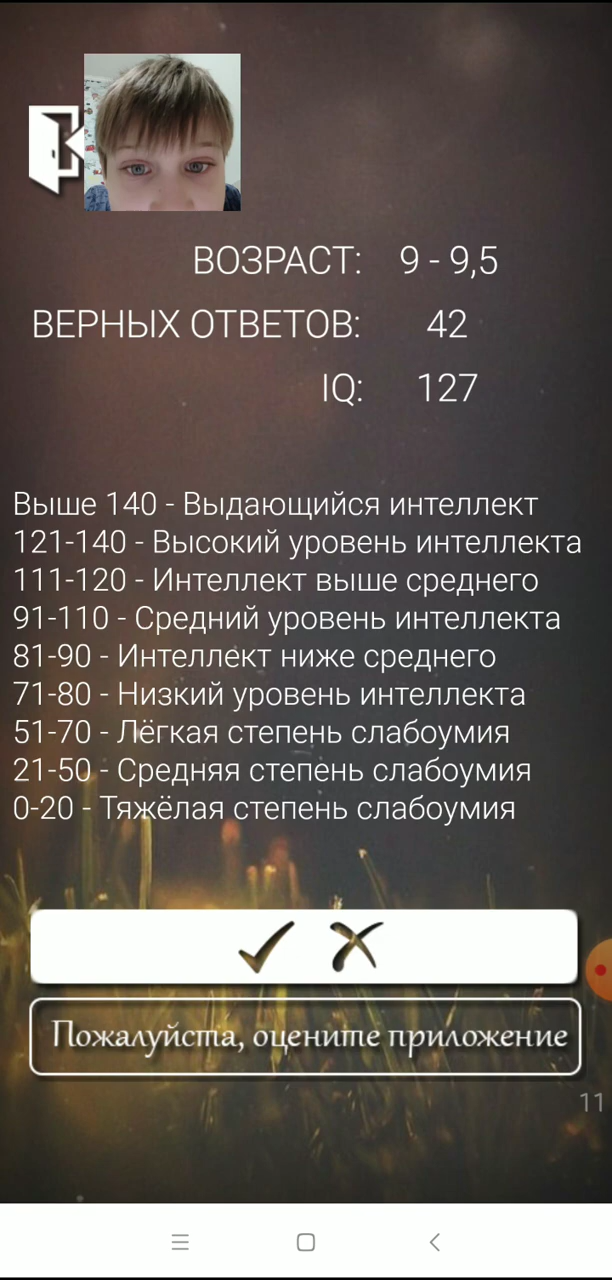 ВОЗРАСТ: 9 - 9,5
ВЕРНЫХ ОТВЕТОВ: 42
IQ: 127
Выше 140 - Выдающийся интеллект
121-140 - Высокий уровень интеллекта
111-120 - Интеллект выше среднего
91-110 - Средний уровень интеллекта
81-90 - Интеллект ниже среднего
71-80 - Низкий уровень интеллекта
51-70 - Лёгкая степень слабоумия
21-50 - Средняя степень слабоумия
0-20 - Тяжёлая степень слабоумия
Пожалуйста, оцените приложение
11